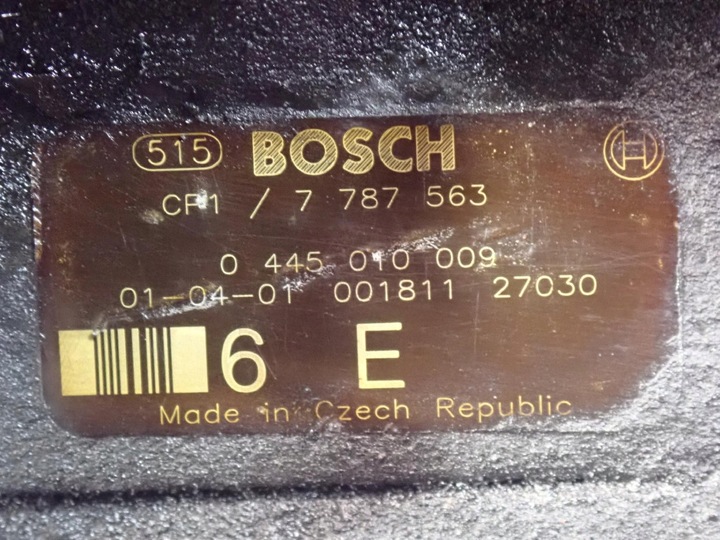 515 BOSCH
CP1 / 7 787 563
0 445 010 009
01-04-01 001811 27030
6 E
Made in Czech Republic